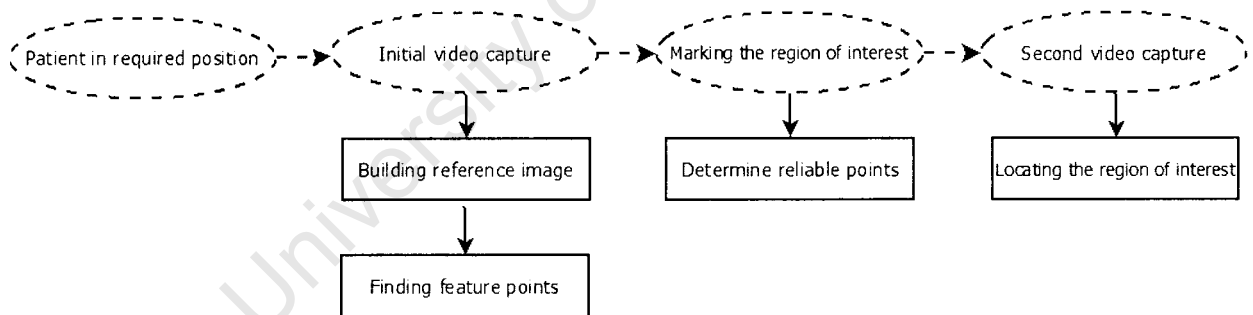 Patient in required position
Initial video capture
Marking the region of interest
Second video capture
Building reference image
Determine reliable points
Locating the region of interest
Finding feature points
University o